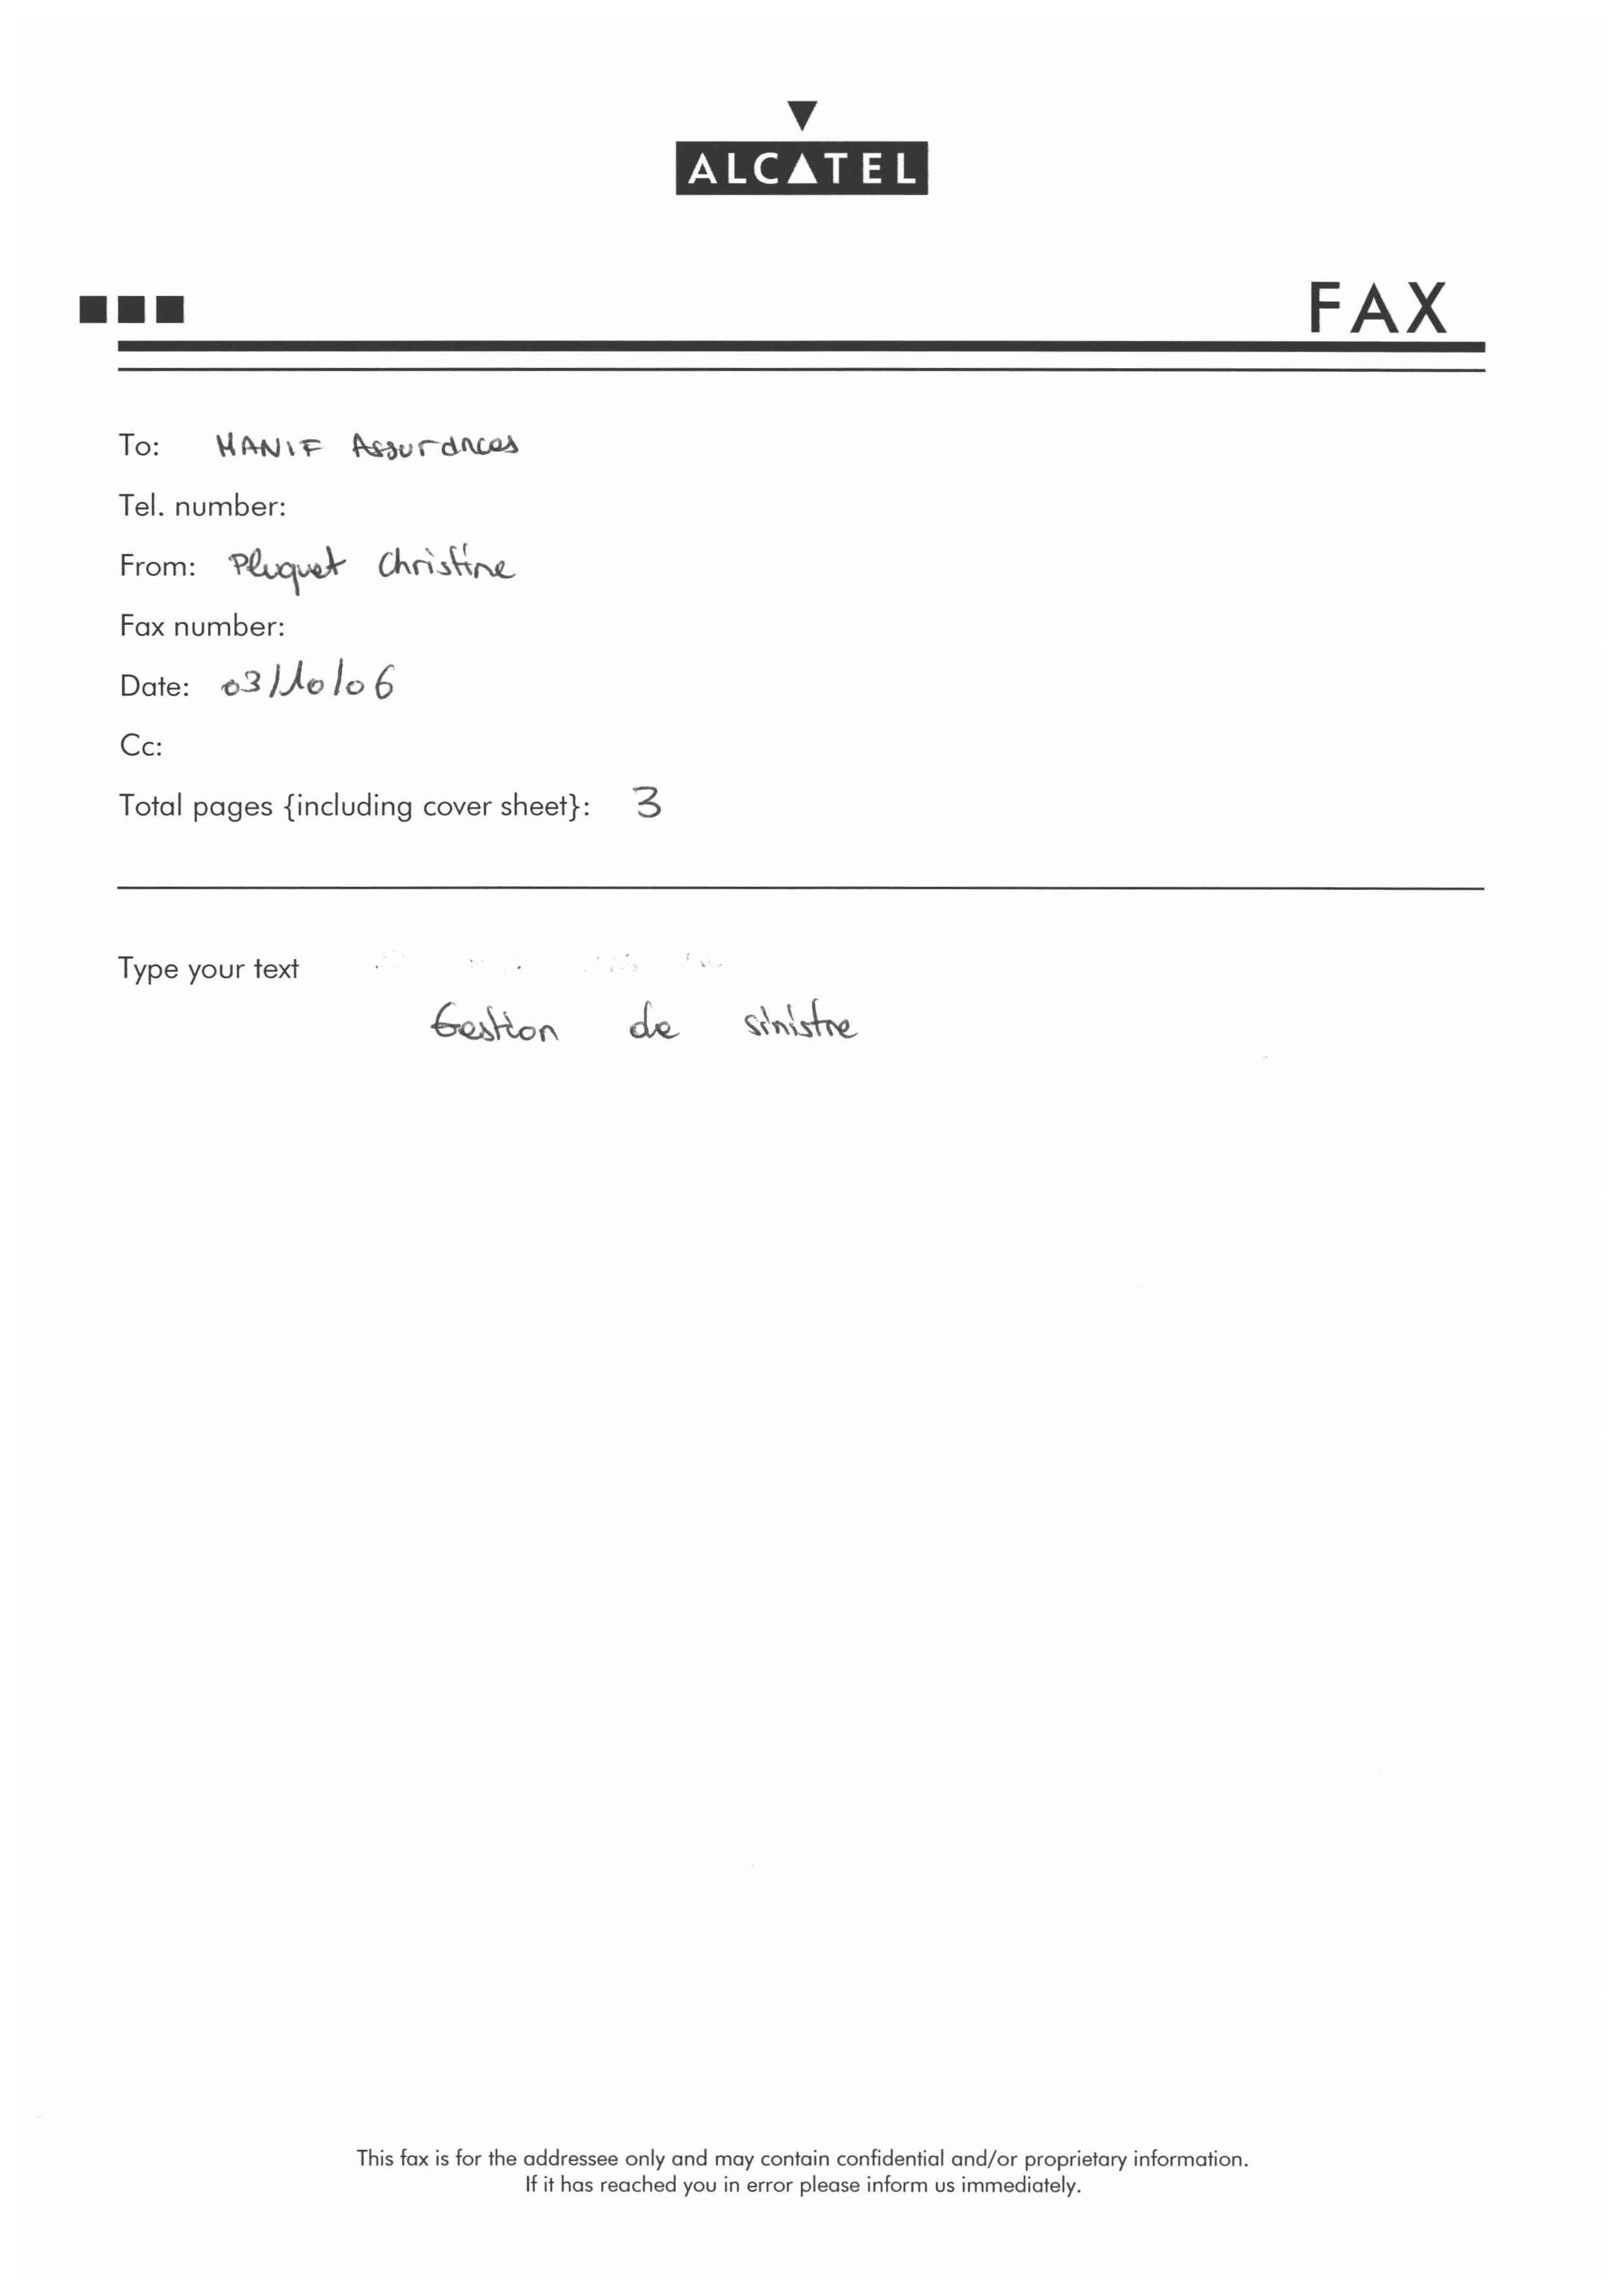 ALCATEL
FAX
To: MANIF Assurances
Tel. number:
From: Pluquet Christine
Fax number:
Date: 03/10/06
Cc:
Total pages {including cover sheet}: 3
Type your text
Gestion de sinistre
This fax is for the addressee only and may contain confidential and/or proprietary information.
If it has reached you in error please inform us immediately.